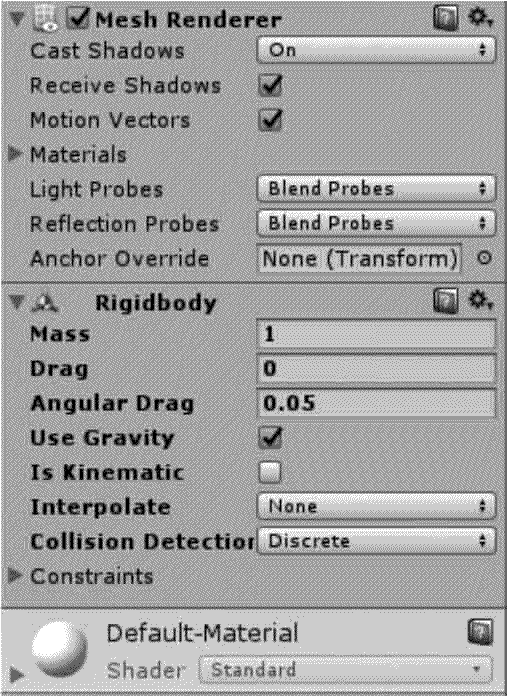 Mesh Renderer
Cast Shadows On
Receive Shadows
Motion Vectors
Materials
Light Probes Blend Probes
Reflection Probes Blend Probes
Anchor Override None (Transform)
Rigidbody
Mass 1
Drag 0
Angular Drag 0.05
Use Gravity
Is Kinematic
Interpolate None
Collision Detection Discrete
Constraints
Default-Material
Shader Standard